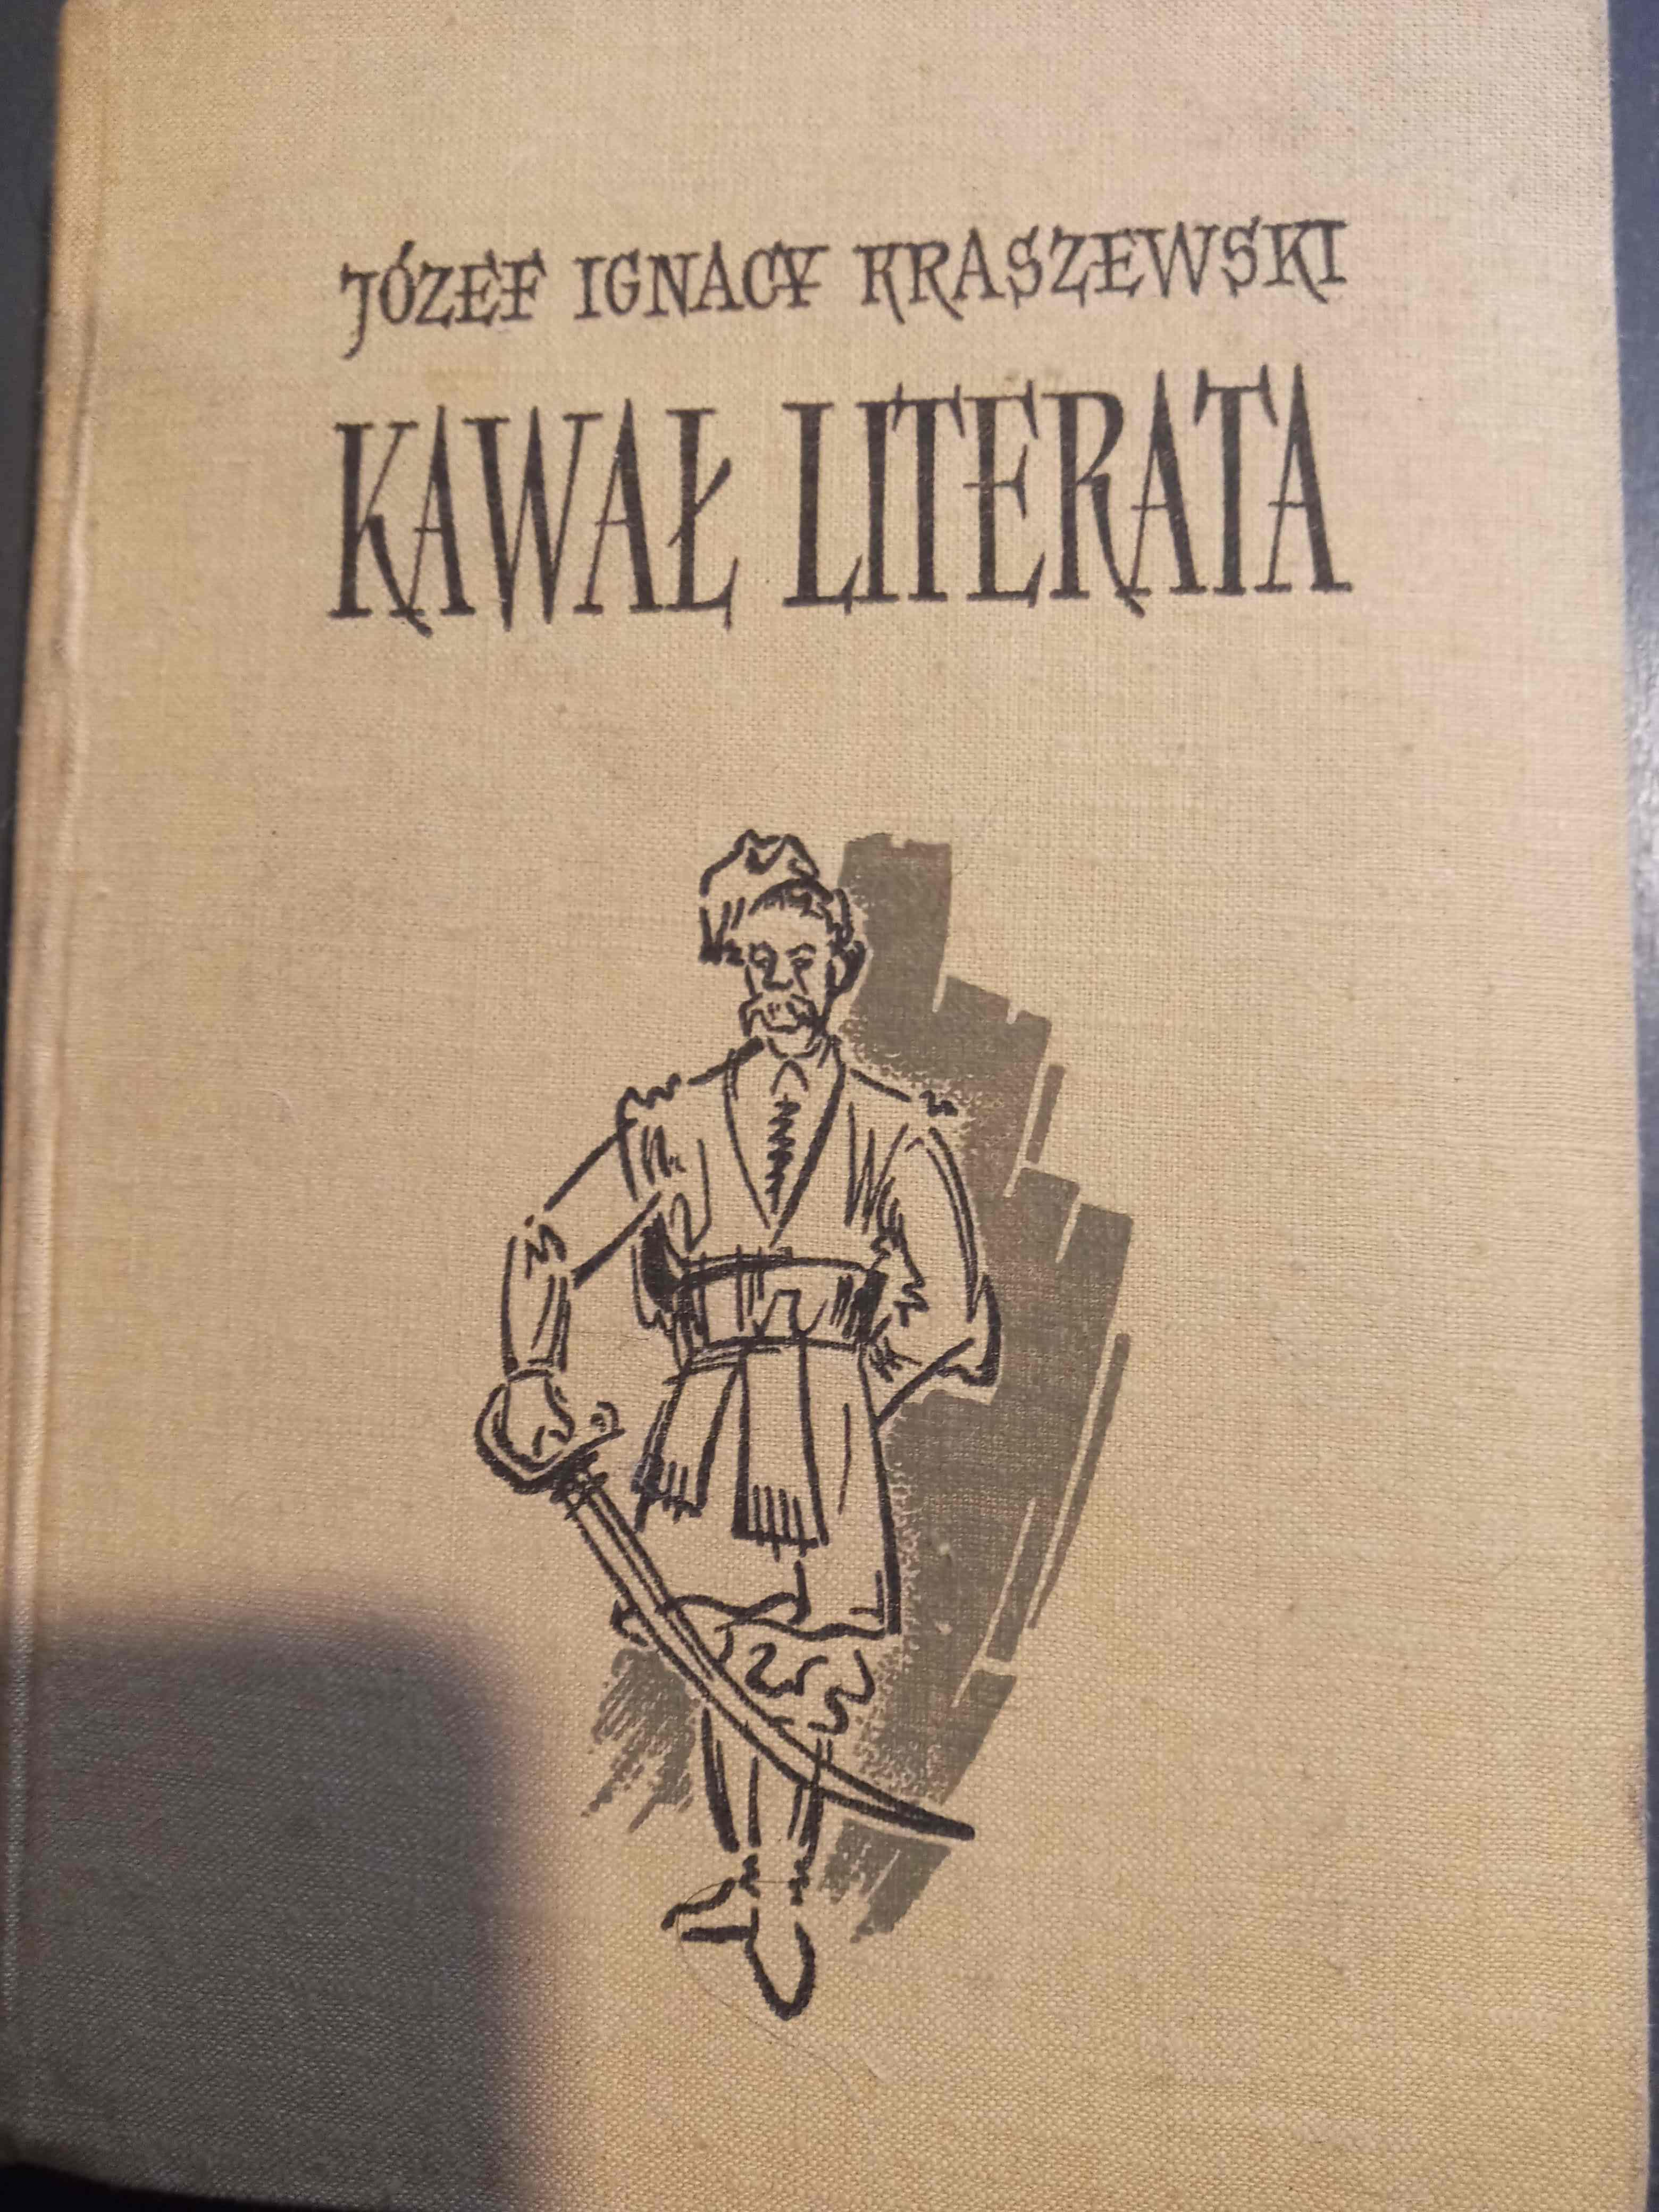 JÓZEF IGNACY KRASZEWSKI
KAWAŁ LITERATA